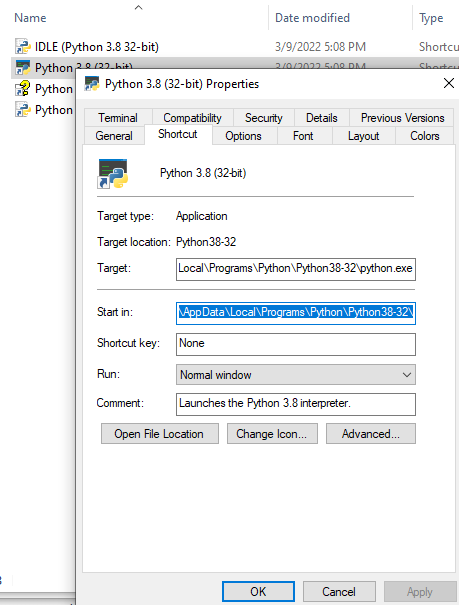 Name Date modified Type
IDLE (Python 3.8 32-bit) 3/9/2022 5:08 PM Shortcu
Python 3.8 (32-bit) 3/9/2022 5:08 PM Shortcu
Python
Python
Python 3.8 (32-bit) Properties
Terminal Compatibility Security Details Previous Versions
General Shortcut Options Font Layout Colors
Python 3.8 (32-bit)
Target type: Application
Target location: Python38-32
Target: Local\Programs\Python\Python38-32\python.exe
Start in: \AppData\Local\Programs\Python\Python38-32\
Shortcut key: None
Run: Normal window
Comment: Launches the Python 3.8 interpreter.
Open File Location Change Icon... Advanced...
OK Cancel Apply